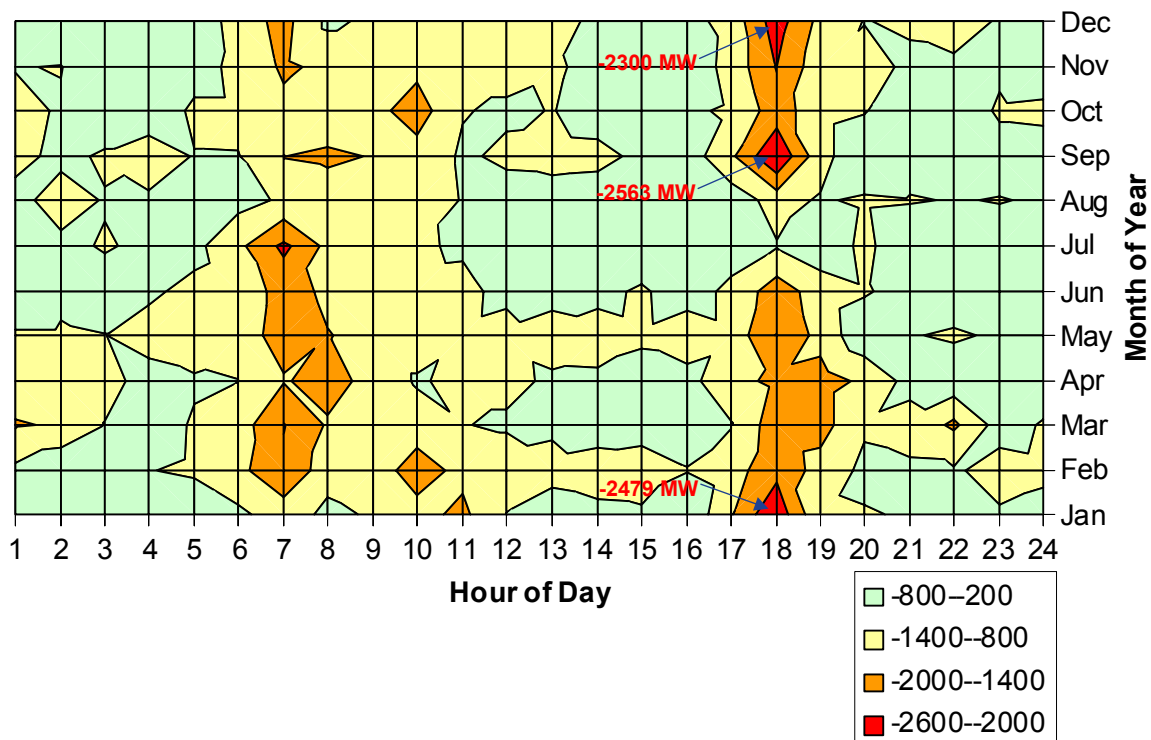 Dec
-2300 MW
Nov
Oct
Sep
-2563 MW
Aug
Jul
Jun
May
Apr
Mar
Feb
-2479 MW
Jan
Month of Year
1 2 3 4 5 6 7 8 9 10 11 12 13 14 15 16 17 18 19 20 21 22 23 24
Hour of Day
-800--200
-1400--800
-2000--1400
-2600--2000